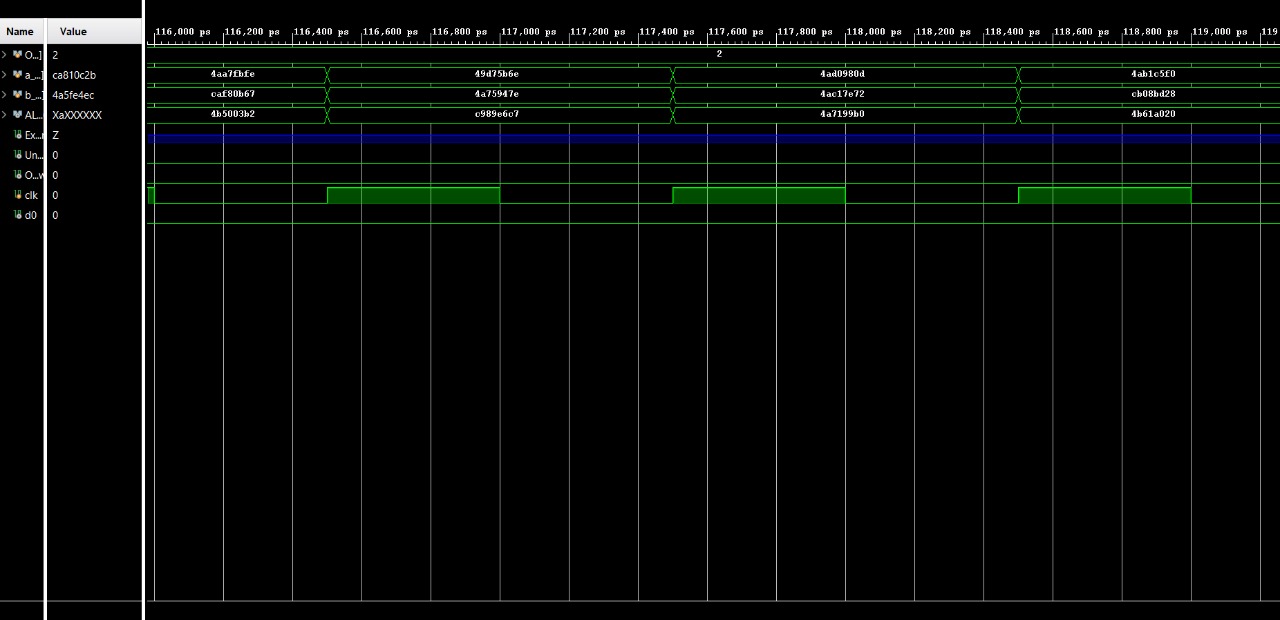 Name Value
116,000 ps 116,200 ps 116,400 ps 116,600 ps 116,800 ps 117,000 ps 117,200 ps 117,400 ps 117,600 ps 117,800 ps 118,000 ps 118,200 ps 118,400 ps 118,600 ps 118,800 ps 119,000 ps 119
O...] 2 2
a_...] ca810c2b 4aa7fbfe 49d75b6e 4ad0980d 4ab1c5f0
b_...] 4a5fe4ec caf80b67 4a75947e 4ac17e72 cb08bd28
AL... XaXXXXXX 4b5003b2 c989e6c7 4a7199b0 4b61a020
Ex... Z
Un... 0
O...w 0
clk 0
d0 0